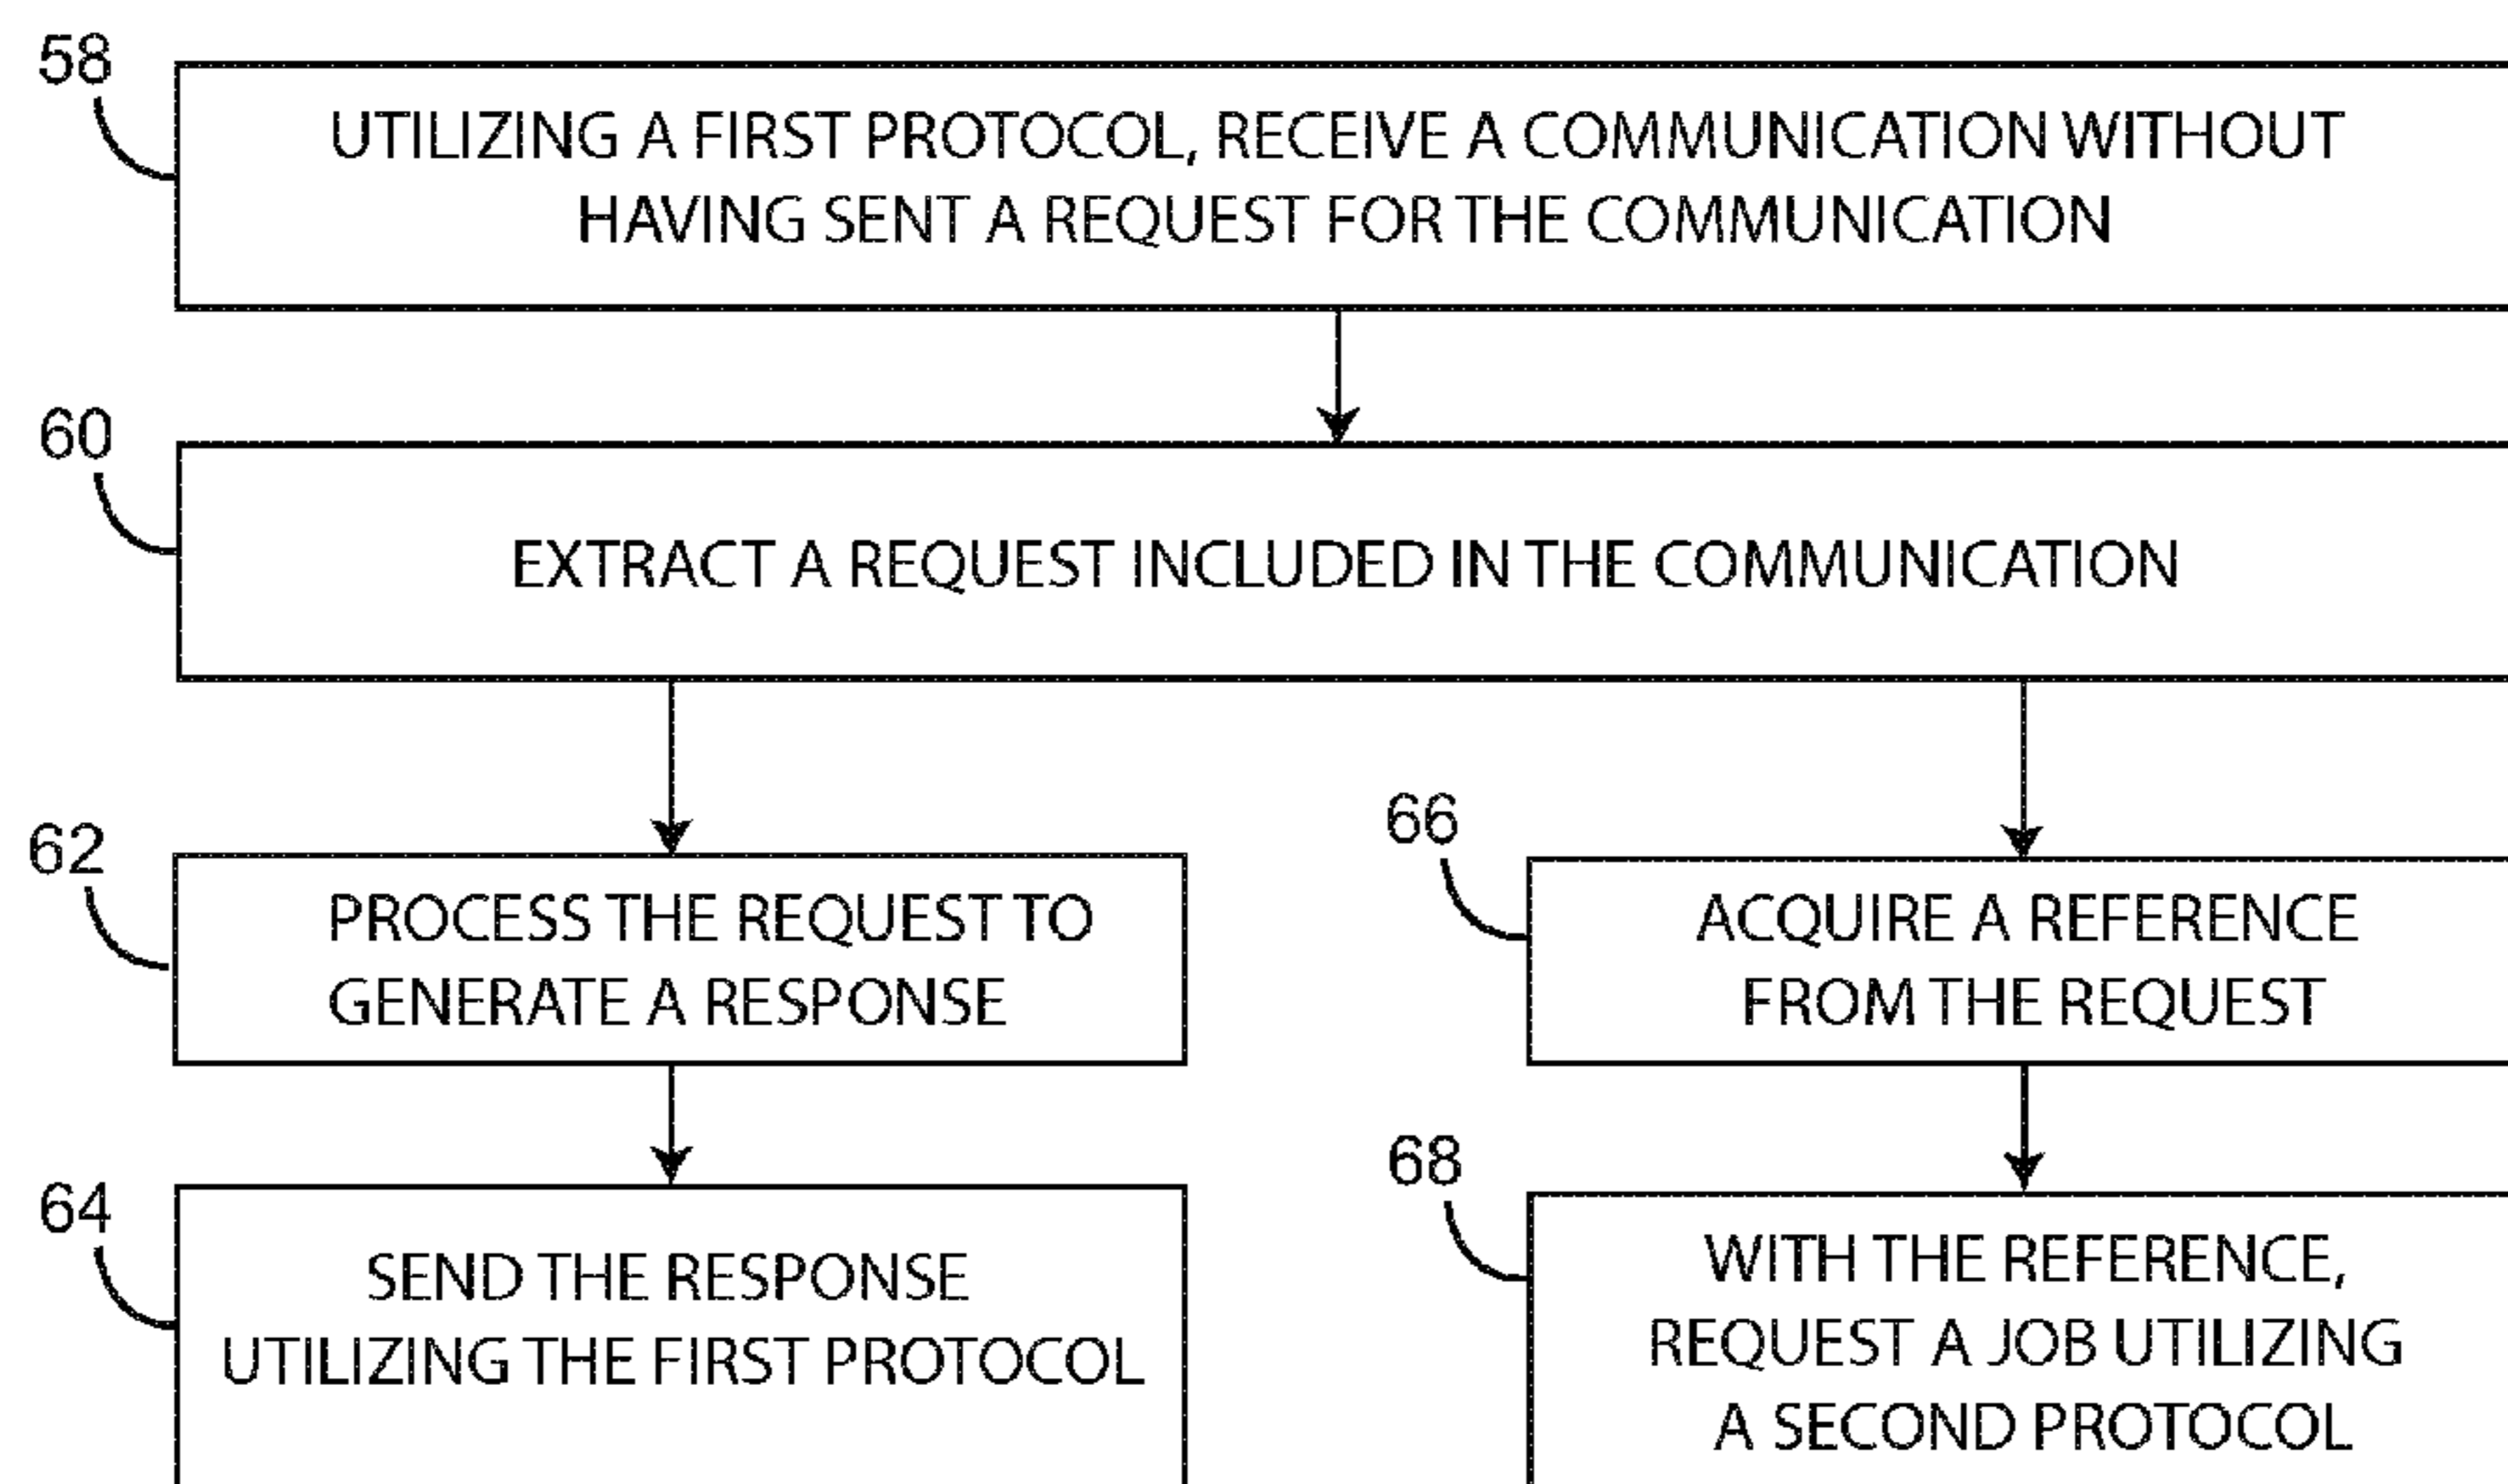 58
UTILIZING A FIRST PROTOCOL, RECEIVE A COMMUNICATION WITHOUT
HAVING SENT A REQUEST FOR THE COMMUNICATION
60
EXTRACT A REQUEST INCLUDED IN THE COMMUNICATION
62
PROCESS THE REQUEST TO
GENERATE A RESPONSE
64
SEND THE RESPONSE
UTILIZING THE FIRST PROTOCOL
66
ACQUIRE A REFERENCE
FROM THE REQUEST
68
WITH THE REFERENCE,
REQUEST A JOB UTILIZING
A SECOND PROTOCOL